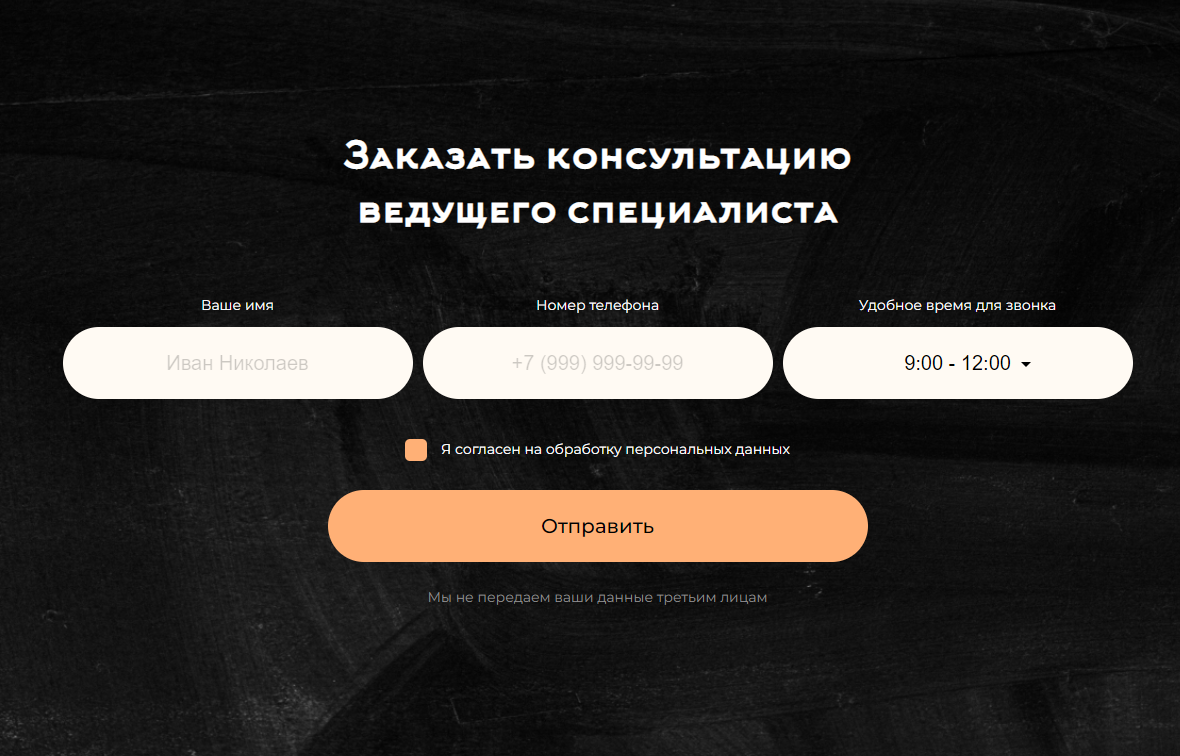 Заказать консультацию
ведущего специалиста
Ваше имя
Номер телефона
Удобное время для звонка
Иван Николаев
+7 (999) 999-99-99
9:00 - 12:00
Я согласен на обработку персональных данных
Отправить
Мы не передаем ваши данные третьим лицам